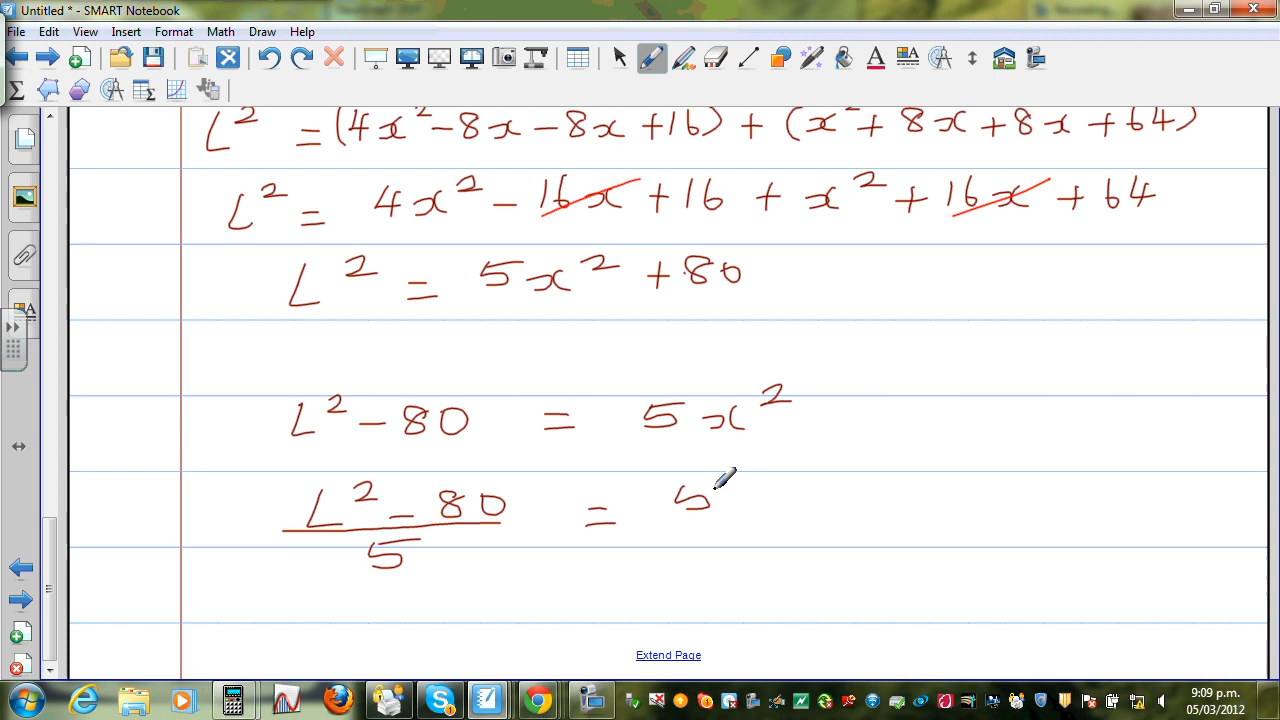 Untitled * - SMART Notebook
File Edit View Insert Format Math Draw Help
L² = (4x² - 8x - 8x + 16) + (x² + 8x + 8x + 64)
L² = 4x² - 16x + 16 + x² + 16x + 64
L² = 5x² + 80
L² - 80 = 5x²
L² - 80 = 5
5
Extend Page
9:09 p.m.
05/03/2012